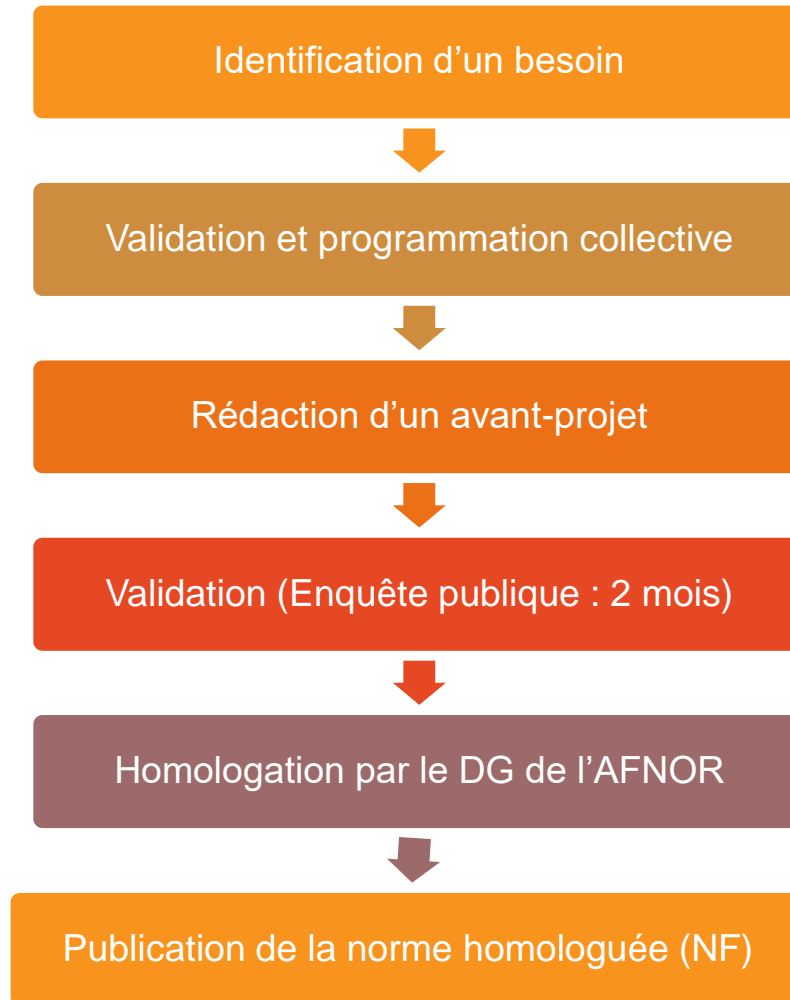 Identification d’un besoin
Validation et programmation collective
Rédaction d’un avant-projet
Validation (Enquête publique : 2 mois)
Homologation par le DG de l’AFNOR
Publication de la norme homologuée (NF)